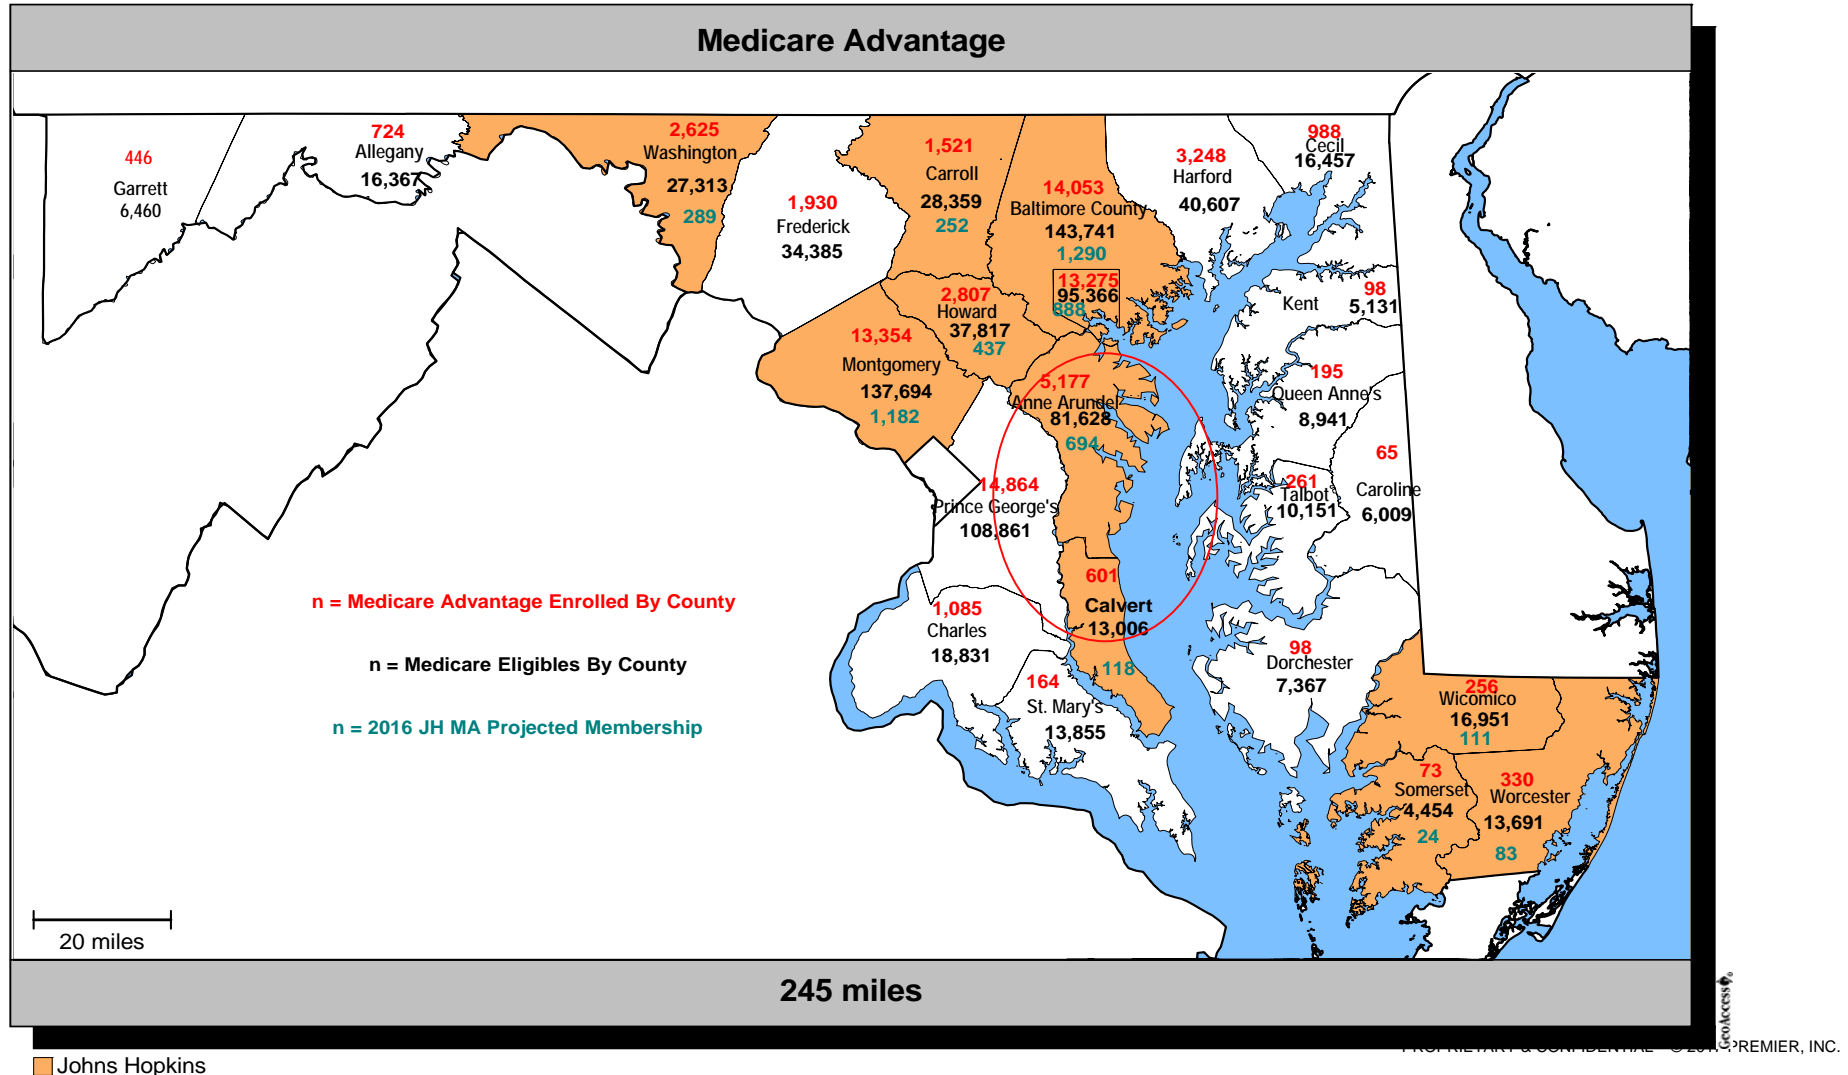 Medicare Advantage
446
Garrett
6,460
724
Allegany
16,367
2,625
Washington
27,313
289
1,930
Frederick
34,385
1,521
Carroll
28,359
252
14,053
Baltimore County
143,741
1,290
13,275
95,366
888
3,248
Harford
40,607
988
Cecil
16,457
98
Kent
5,131
2,807
Howard
37,817
437
13,354
Montgomery
137,694
1,182
5,177
Anne Arundel
81,628
694
195
Queen Anne's
8,941
65
Caroline
6,009
261
Talbot
10,151
14,864
Prince George's
108,861
601
Calvert
13,006
118
1,085
Charles
18,831
164
St. Mary's
13,855
98
Dorchester
7,367
256
Wicomico
16,951
111
73
Somerset
4,454
24
330
Worcester
13,691
83
n = Medicare Advantage Enrolled By County
n = Medicare Eligibles By County
n = 2016 JH MA Projected Membership
20 miles
245 miles
GeoAccess
PROPRIETARY & CONFIDENTIAL © PREMIER, INC.
Johns Hopkins